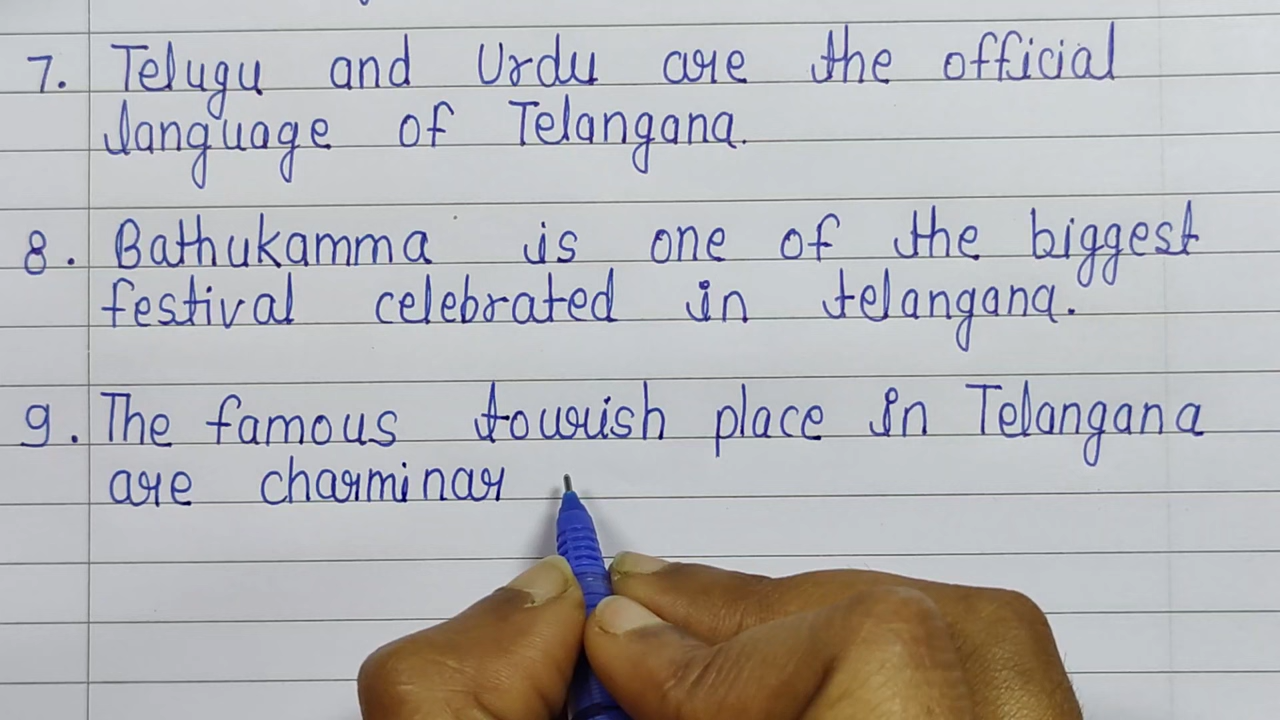 7. Telugu and Urdu are the official
language of Telangana.
8. Bathukamma is one of the biggest
festival celebrated in telangana.
9. The famous tourish place in Telangana
are charminar